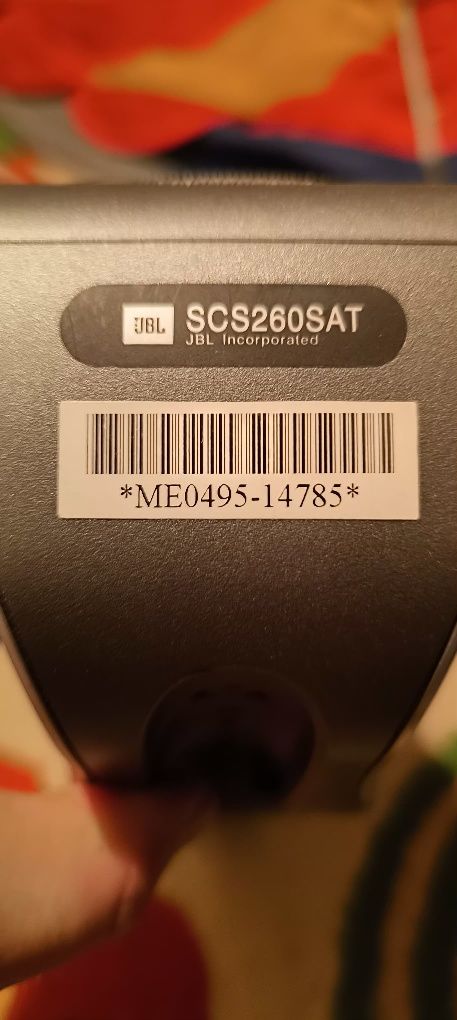 JBL SCS260SAT
JBL Incorporated
*ME0495-14785*